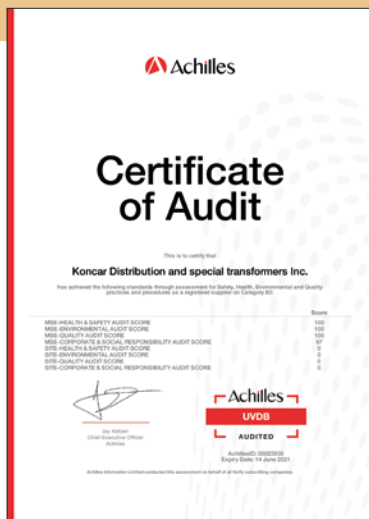 Achilles
Certificate
of Audit
This is to certify that
Koncar Distribution and special transformers Inc.
has achieved the following standards through assessment for Safety, Health, Environmental and Quality
practices and procedures as a registered supplier on Category B2.
Score
MSE-HEALTH & SAFETY AUDIT SCORE 100
MSE-ENVIRONMENTAL AUDIT SCORE 100
MSE-QUALITY AUDIT SCORE 100
MSE-CORPORATE & SOCIAL RESPONSIBILITY AUDIT SCORE 97
SITE-HEALTH & SAFETY AUDIT SCORE 0
SITE-ENVIRONMENTAL AUDIT SCORE 0
SITE-QUALITY AUDIT SCORE 0
SITE-CORPORATE & SOCIAL RESPONSIBILITY AUDIT SCORE 0
Achilles
UVDB
AUDITED
Jay Katzen
Chief Executive Officer
Achilles
AchillesID:
Expiry Date: 14 June 2021
Achilles Information Limited conducted this assessment on behalf of all Verify subscribing companies.